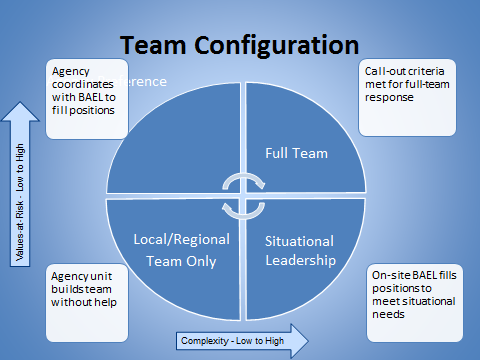 Team Configuration
Agency
coordinates
with BAEL to
fill positions
Call-out criteria
met for full-team
response
Full Team
Values-at-Risk - Low to High
Local/Regional
Team Only
Situational
Leadership
Agency unit
builds team
without help
On-site BAEL fills
positions to
meet situational
needs
Complexity - Low to High